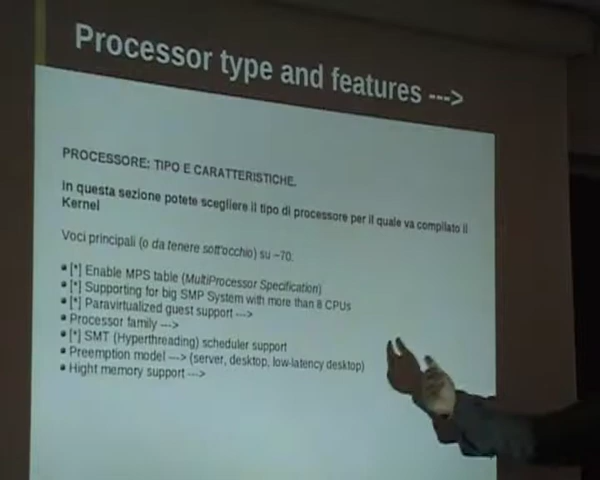 Processor type and features --->
PROCESSORE: TIPO E CARATTERISTICHE.
In questa sezione potete scegliere il tipo di processore per il quale va compilato il
Kernel
Voci principali (o da tenere sott'occhio) su ~70.
[*] Enable MPS table (MultiProcessor Specification)
[*] Supporting for big SMP System with more than 8 CPUs
[*] Paravirtualized guest support --->
Processor family --->
[*] SMT (Hyperthreading) scheduler support
Preemption model ---> (server, desktop, low-latency desktop)
Hight memory support --->